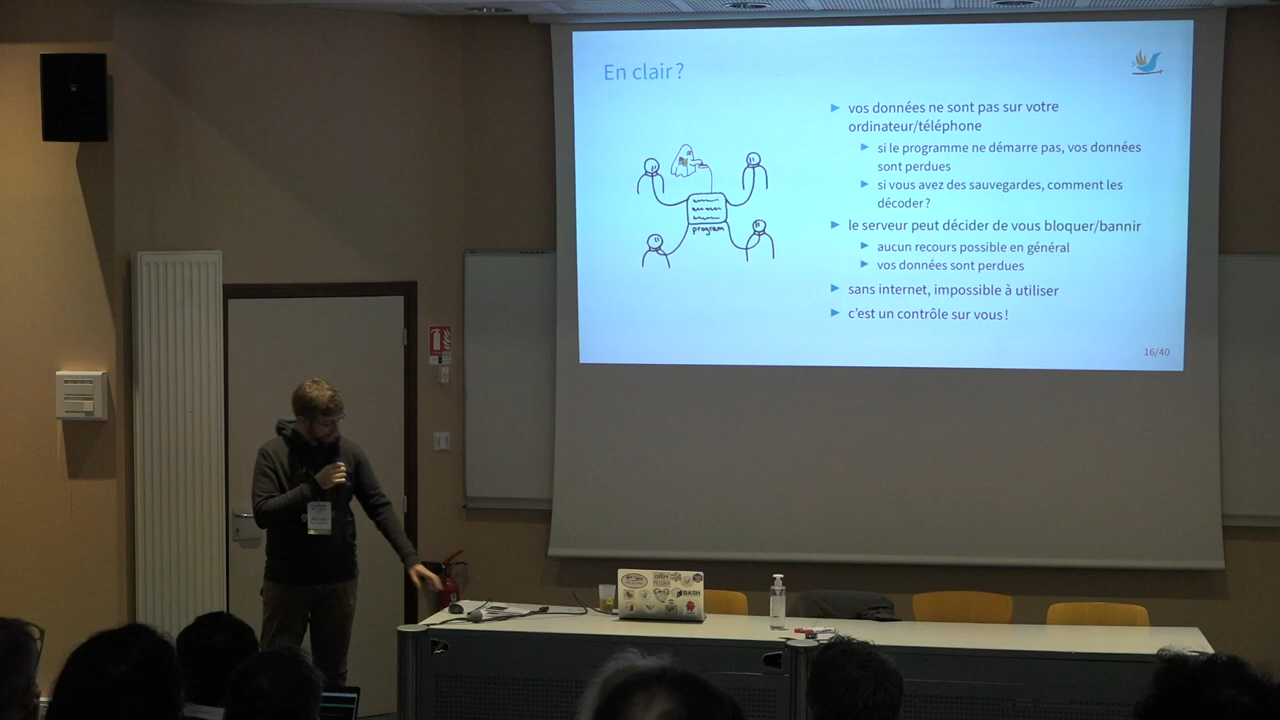 En clair ?
▶ vos données ne sont pas sur votre
ordinateur/téléphone
▶ si le programme ne démarre pas, vos données
sont perdues
▶ si vous avez des sauvegardes, comment les
décoder ?
▶ le serveur peut décider de vous bloquer/bannir
▶ aucun recours possible en général
▶ vos données sont perdues
▶ sans internet, impossible à utiliser
▶ c'est un contrôle sur vous !
program
16/40
BASH